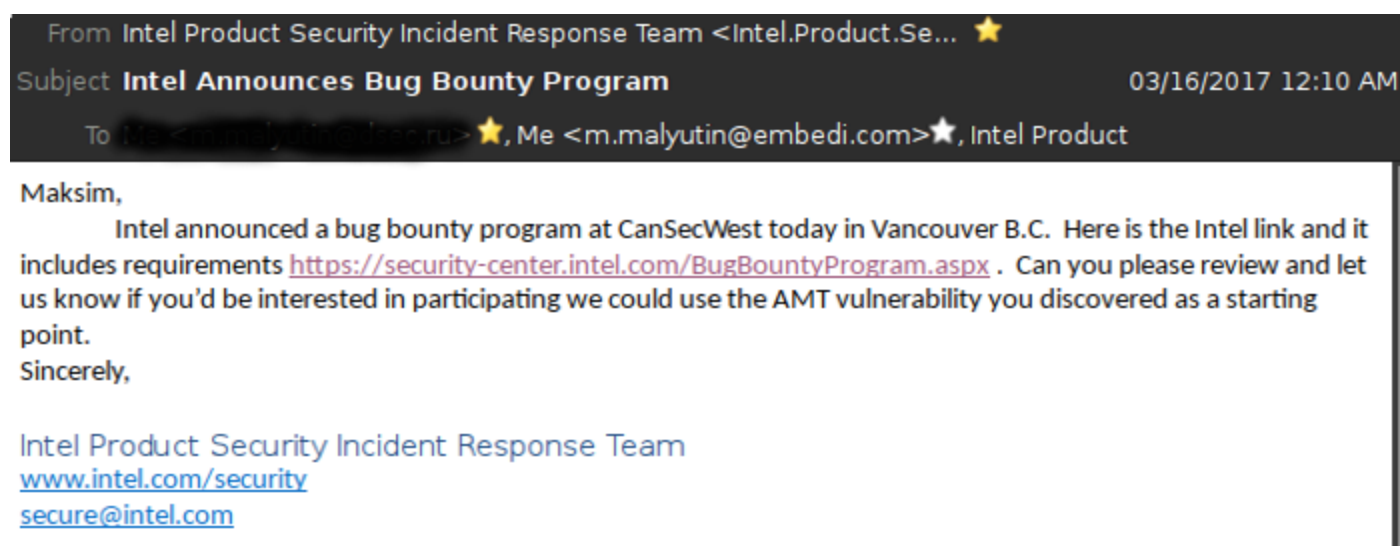 From Intel Product Security Incident Response Team <Intel.Product.Se...
Subject Intel Announces Bug Bounty Program 03/16/2017 12:10 AM
To , Me <m.malyutin@embedi.com>, Intel Product
Maksim,
Intel announced a bug bounty program at CanSecWest today in Vancouver B.C.  Here is the Intel link and it
includes requirements https://security-center.intel.com/BugBountyProgram.aspx .  Can you please review and let
us know if you’d be interested in participating we could use the AMT vulnerability you discovered as a starting
point.
Sincerely,
Intel Product Security Incident Response Team
www.intel.com/security
secure@intel.com